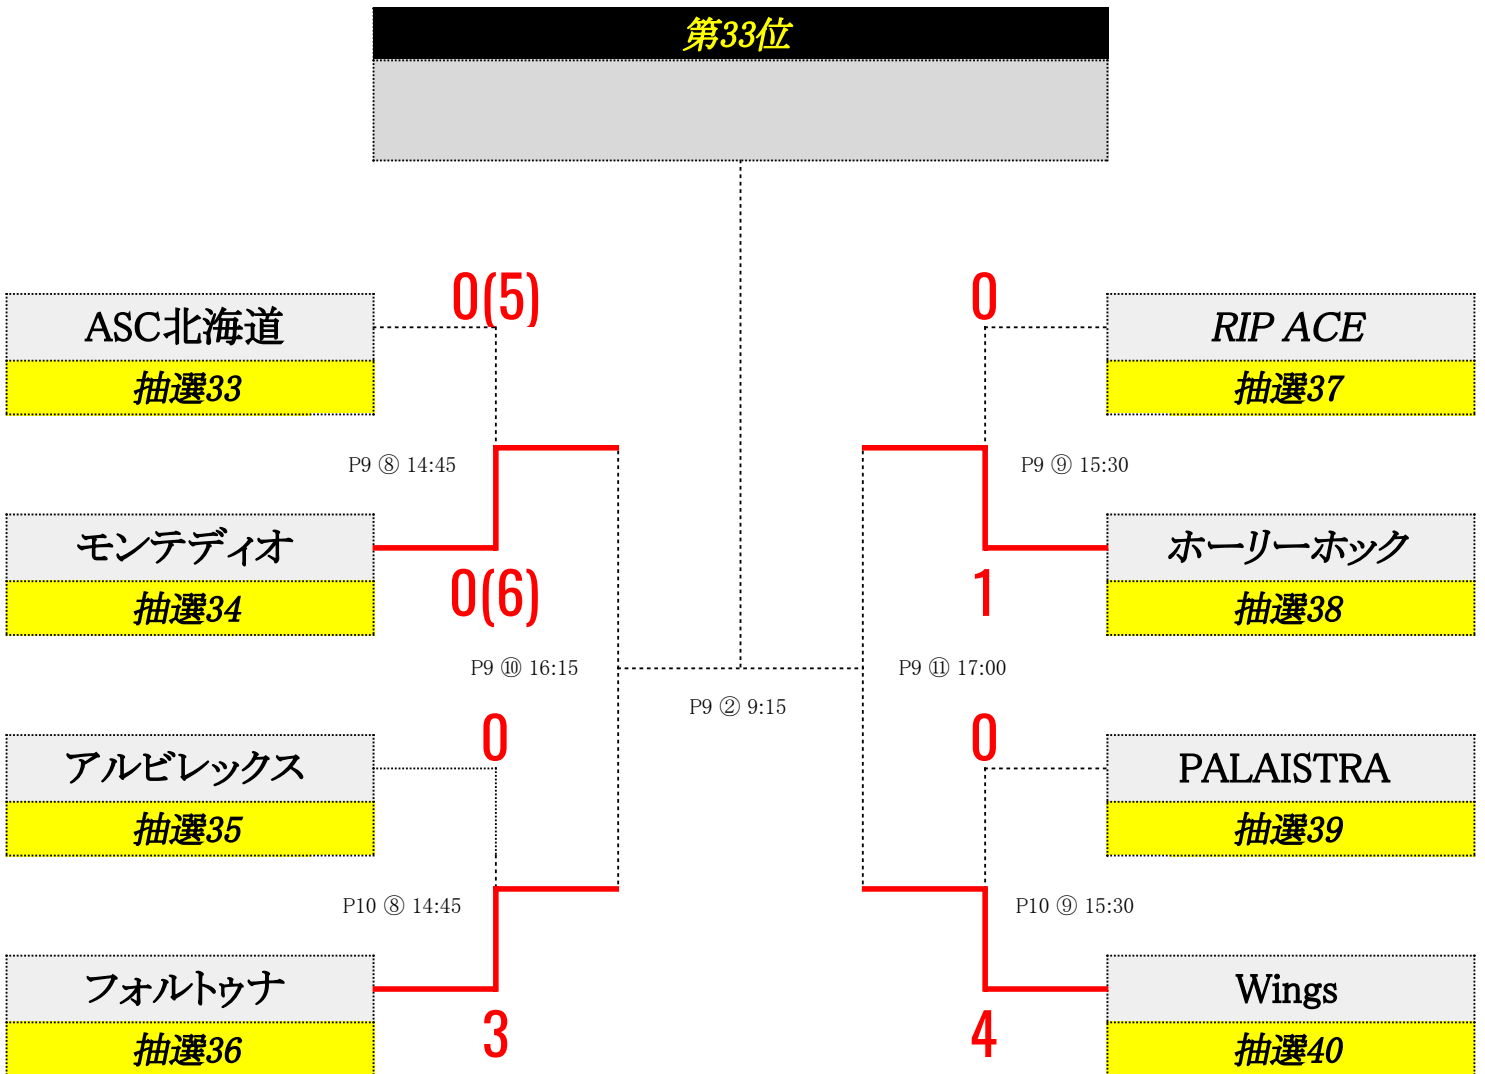 第33位
0(5)
0
ASC北海道
RIP ACE
抽選33
抽選37
P9 ⑧ 14:45
P9 ⑨ 15:30
モンテディオ
ホーリーホック
0(6)
1
抽選34
抽選38
P9 ⑩ 16:15
P9 ⑪ 17:00
P9 ② 9:15
0
0
アルビレックス
PALAISTRA
抽選35
抽選39
P10 ⑧ 14:45
P10 ⑨ 15:30
フォルトゥナ
Wings
3
4
抽選36
抽選40